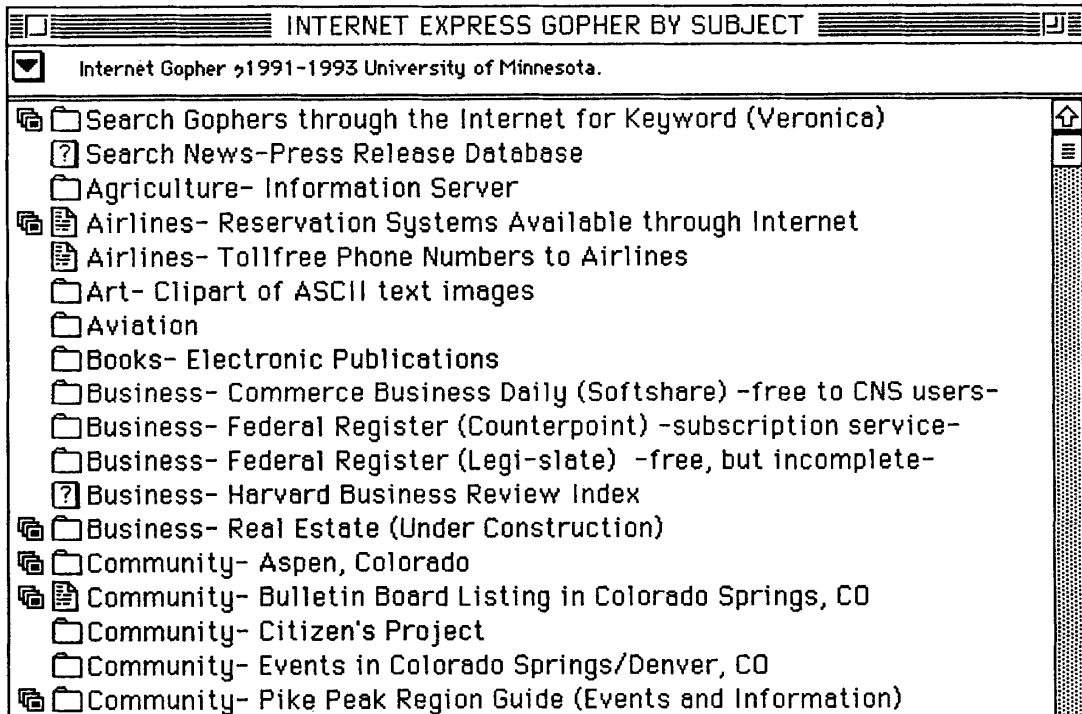 INTERNET EXPRESS GOPHER BY SUBJECT
Internet Gopher 1991-1993 University of Minnesota.
Search Gophers through the Internet for Keyword (Veronica)
? Search News-Press Release Database
Agriculture- Information Server
Airlines- Reservation Systems Available through Internet
Airlines- Tollfree Phone Numbers to Airlines
Art- Clipart of ASCII text images
Aviation
Books- Electronic Publications
Business- Commerce Business Daily (Softshare) -free to CNS users-
Business- Federal Register (Counterpoint) -subscription service-
Business- Federal Register (Legi-slate) -free, but incomplete-
? Business- Harvard Business Review Index
Business- Real Estate (Under Construction)
Community- Aspen, Colorado
Community- Bulletin Board Listing in Colorado Springs, CO
Community- Citizen's Project
Community- Events in Colorado Springs/Denver, CO
Community- Pike Peak Region Guide (Events and Information)